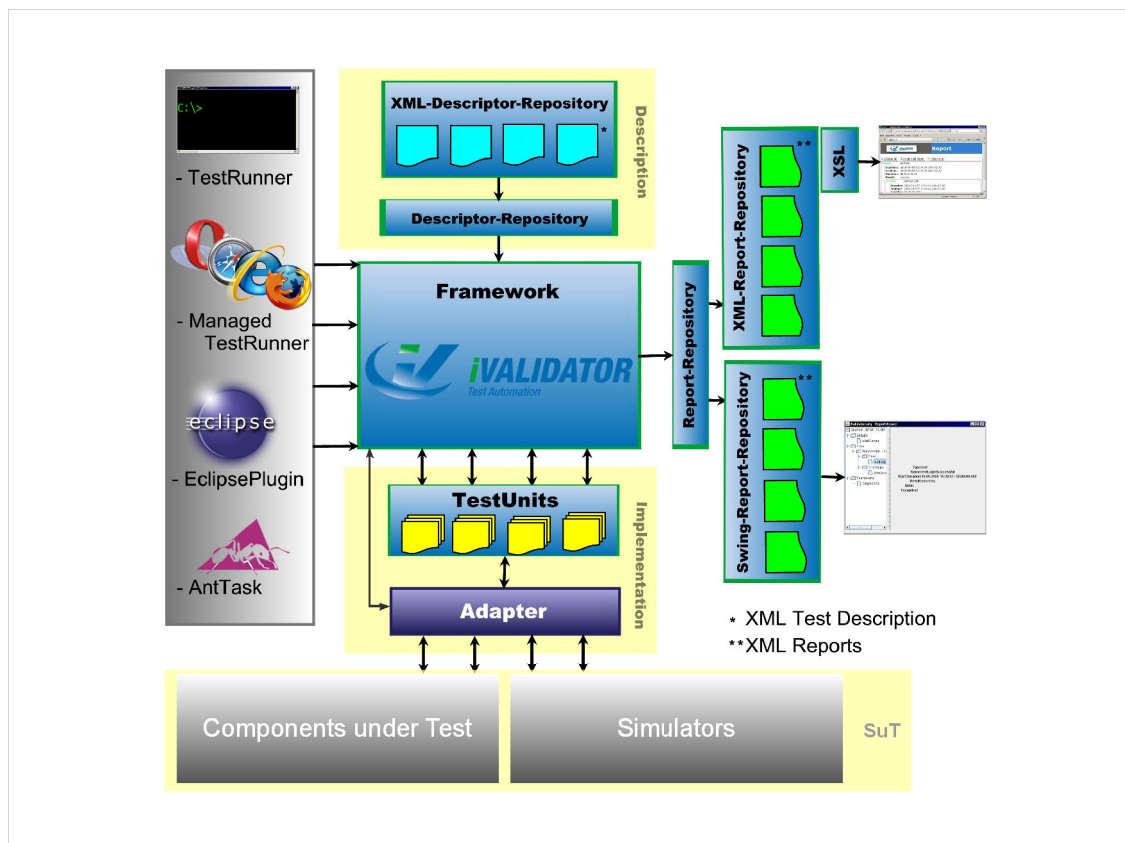 C:\>
- TestRunner
- Managed
TestRunner
eclipse
- EclipsePlugin
- AntTask
XML-Descriptor-Repository
*
Descriptor-Repository
Description
Framework
iVALIDATOR
Test Automation
TestUnits
Adapter
Implementation
Report-Repository
XML-Report-Repository
**
XSL
Report
Swing-Report-Repository
**
* XML Test Description
**XML Reports
Components under Test
Simulators
SuT